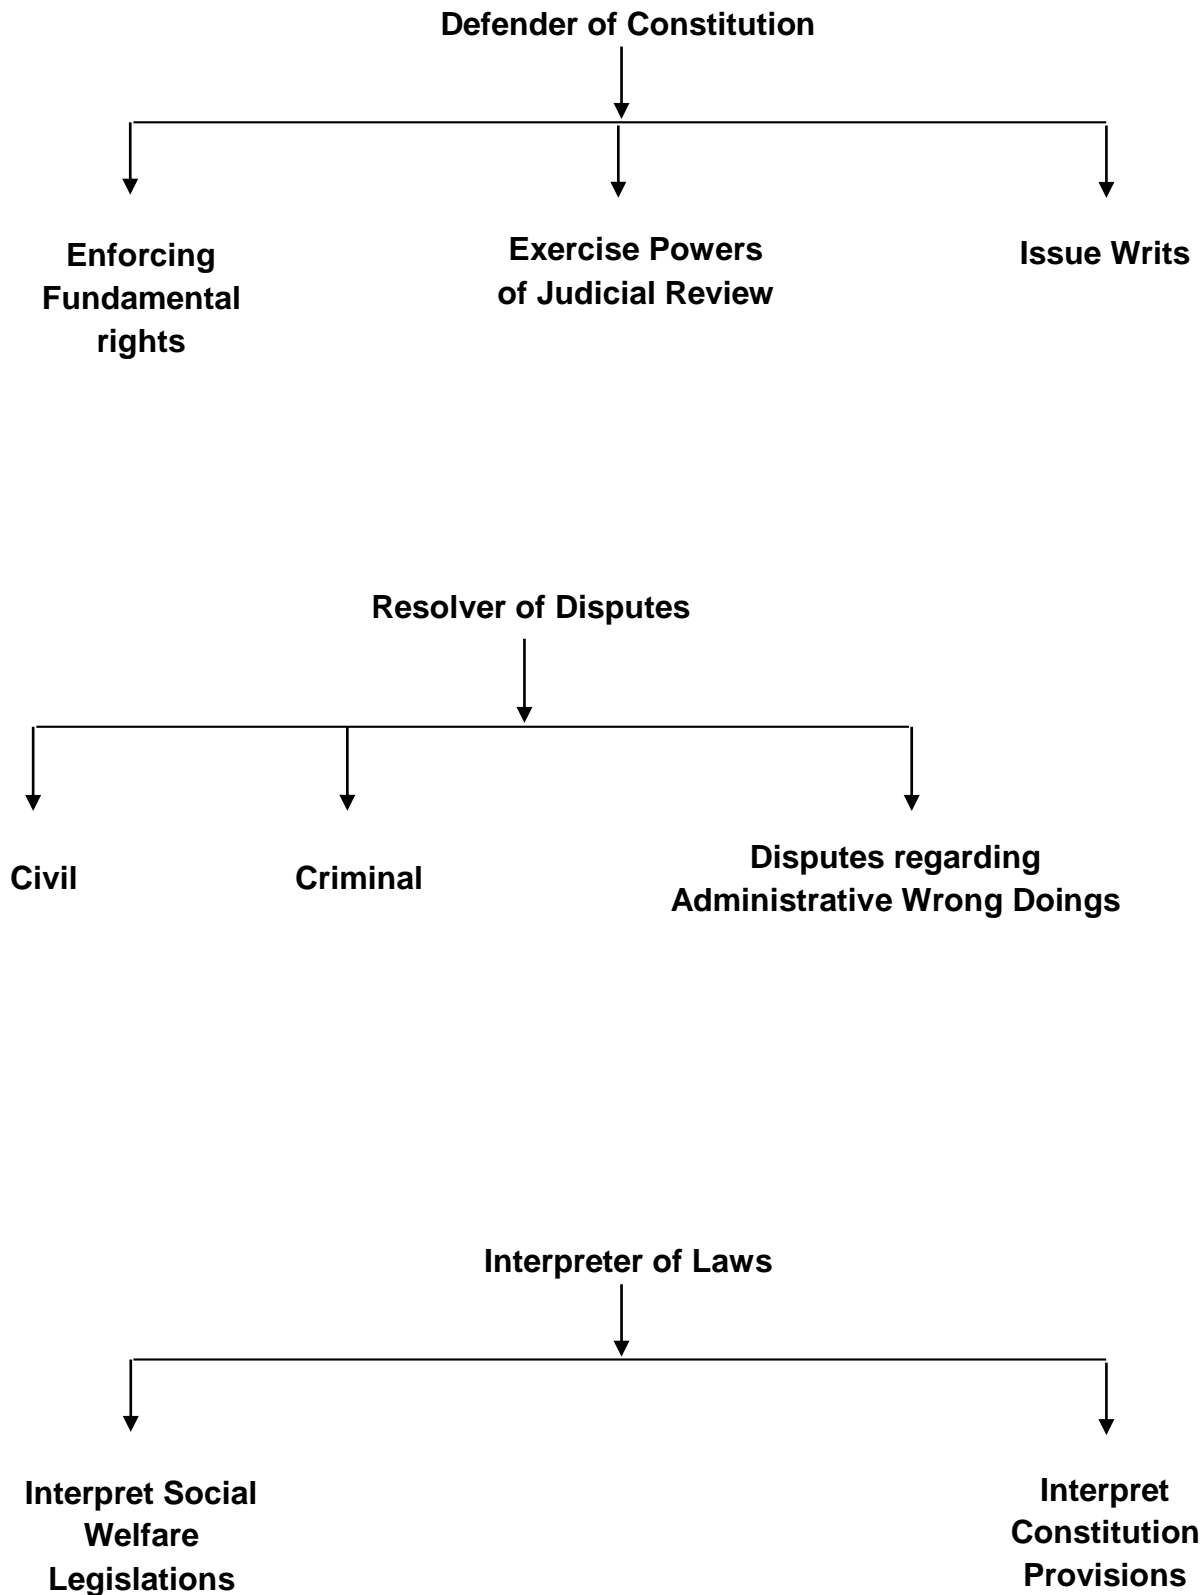 Defender of Constitution
Enforcing
Fundamental
rights
Exercise Powers
of Judicial Review
Issue Writs
Resolver of Disputes
Civil
Criminal
Disputes regarding
Administrative Wrong Doings
Interpreter of Laws
Interpret Social
Welfare
Legislations
Interpret
Constitution
Provisions